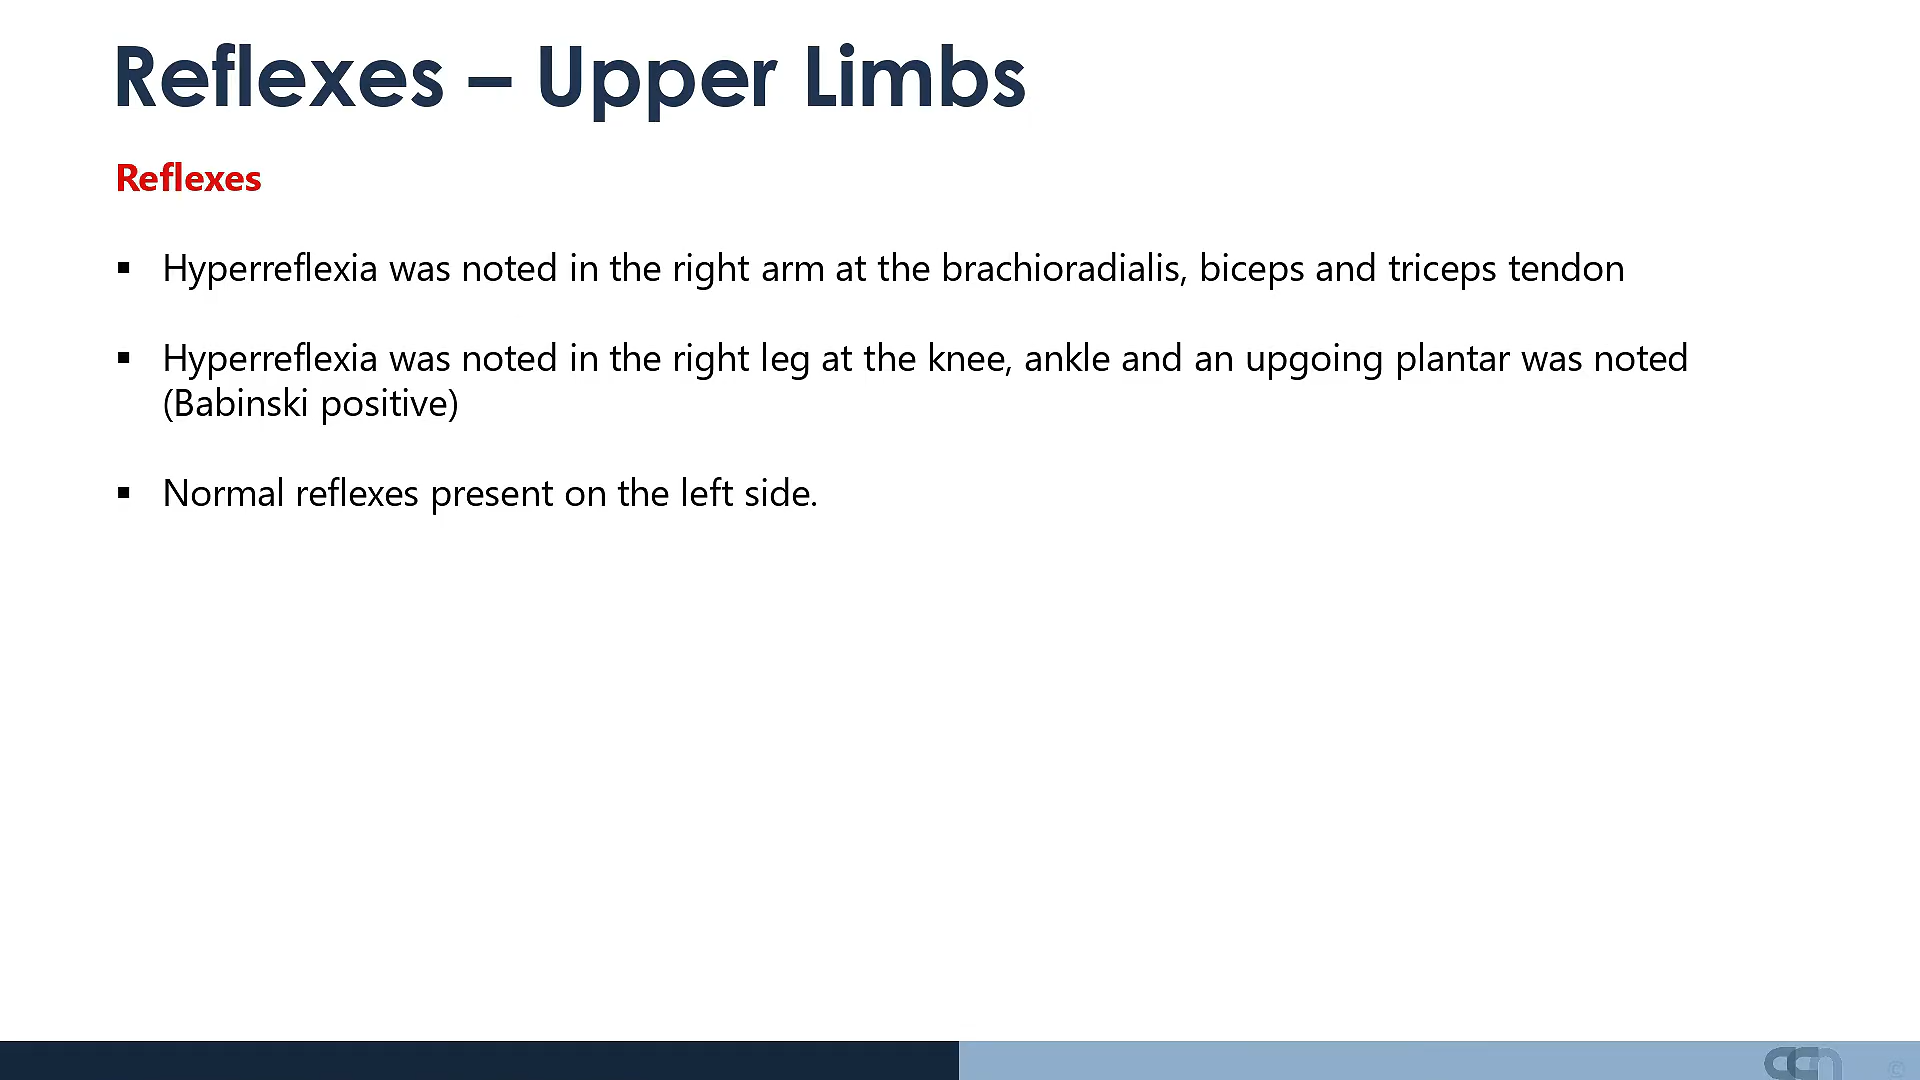 Reflexes – Upper Limbs
Reflexes
▪ Hyperreflexia was noted in the right arm at the brachioradialis, biceps and triceps tendon
▪ Hyperreflexia was noted in the right leg at the knee, ankle and an upgoing plantar was noted
(Babinski positive)
▪ Normal reflexes present on the left side.
ccn ©